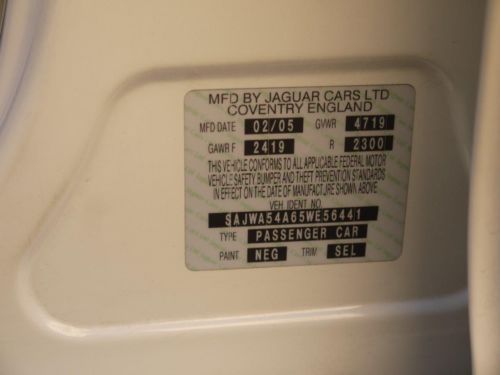 MFD BY JAGUAR CARS LTD
COVENTRY ENGLAND
MFD DATE 02/05 GVWR 4719
GAWR F 2419 R 2300
THIS VEHICLE CONFORMS TO ALL APPLICABLE FEDERAL MOTOR
VEHICLE SAFETY BUMPER AND THEFT PREVENTION STANDARDS
IN EFFECT ON THE DATE OF MANUFACTURE SHOWN ABOVE.
VEH. IDENT NO.
SAJWA54A65WE56441
TYPE PASSENGER CAR
PAINT NEG TRIM SEL